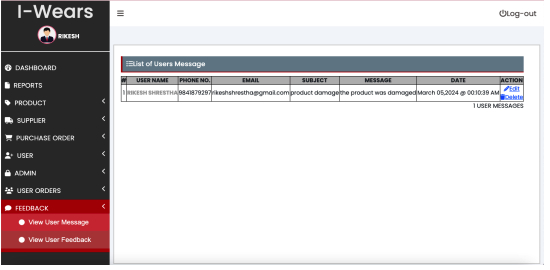 I-Wears
RIKESH
Log-out
DASHBOARD
REPORTS
PRODUCT
SUPPLIER
PURCHASE ORDER
USER
ADMIN
USER ORDERS
FEEDBACK
View User Message
View User Feedback
List of Users Message
# USER NAME PHONE NO. EMAIL SUBJECT MESSAGE DATE ACTION
1 RIKESH SHRESTHA 9841879297 rikeshshrestha@gmail.com product damage the product was damaged March 05,2024 @ 00:10:39 AM Edit
Delete
1 USER MESSAGES